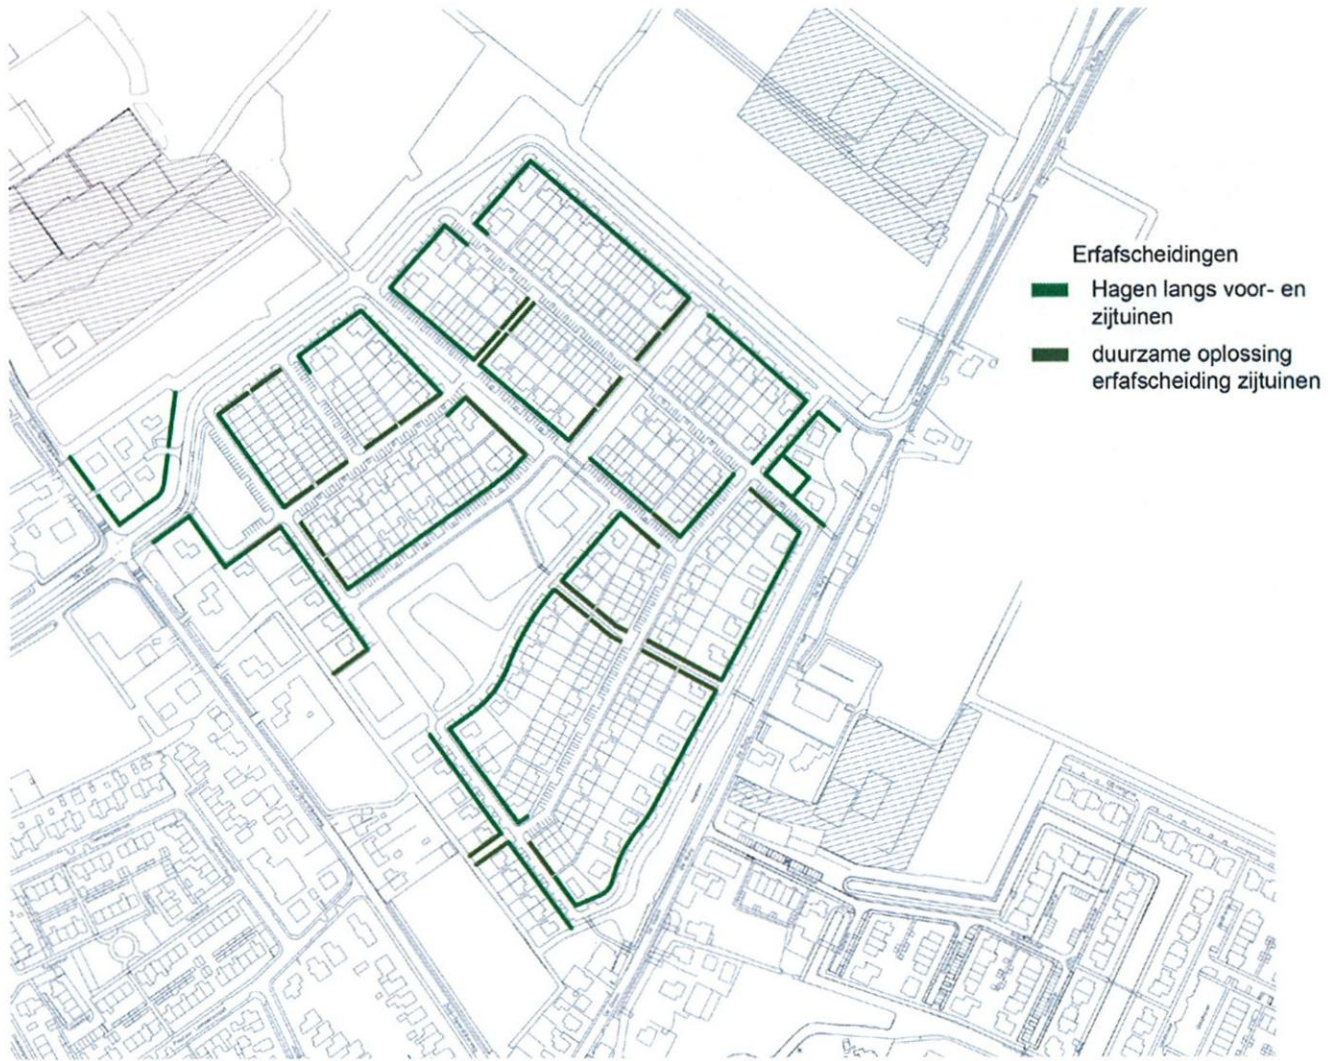 Erfafscheidingen
Hagen langs voor- en
zijtuinen
duurzame oplossing
erfafscheiding zijtuinen